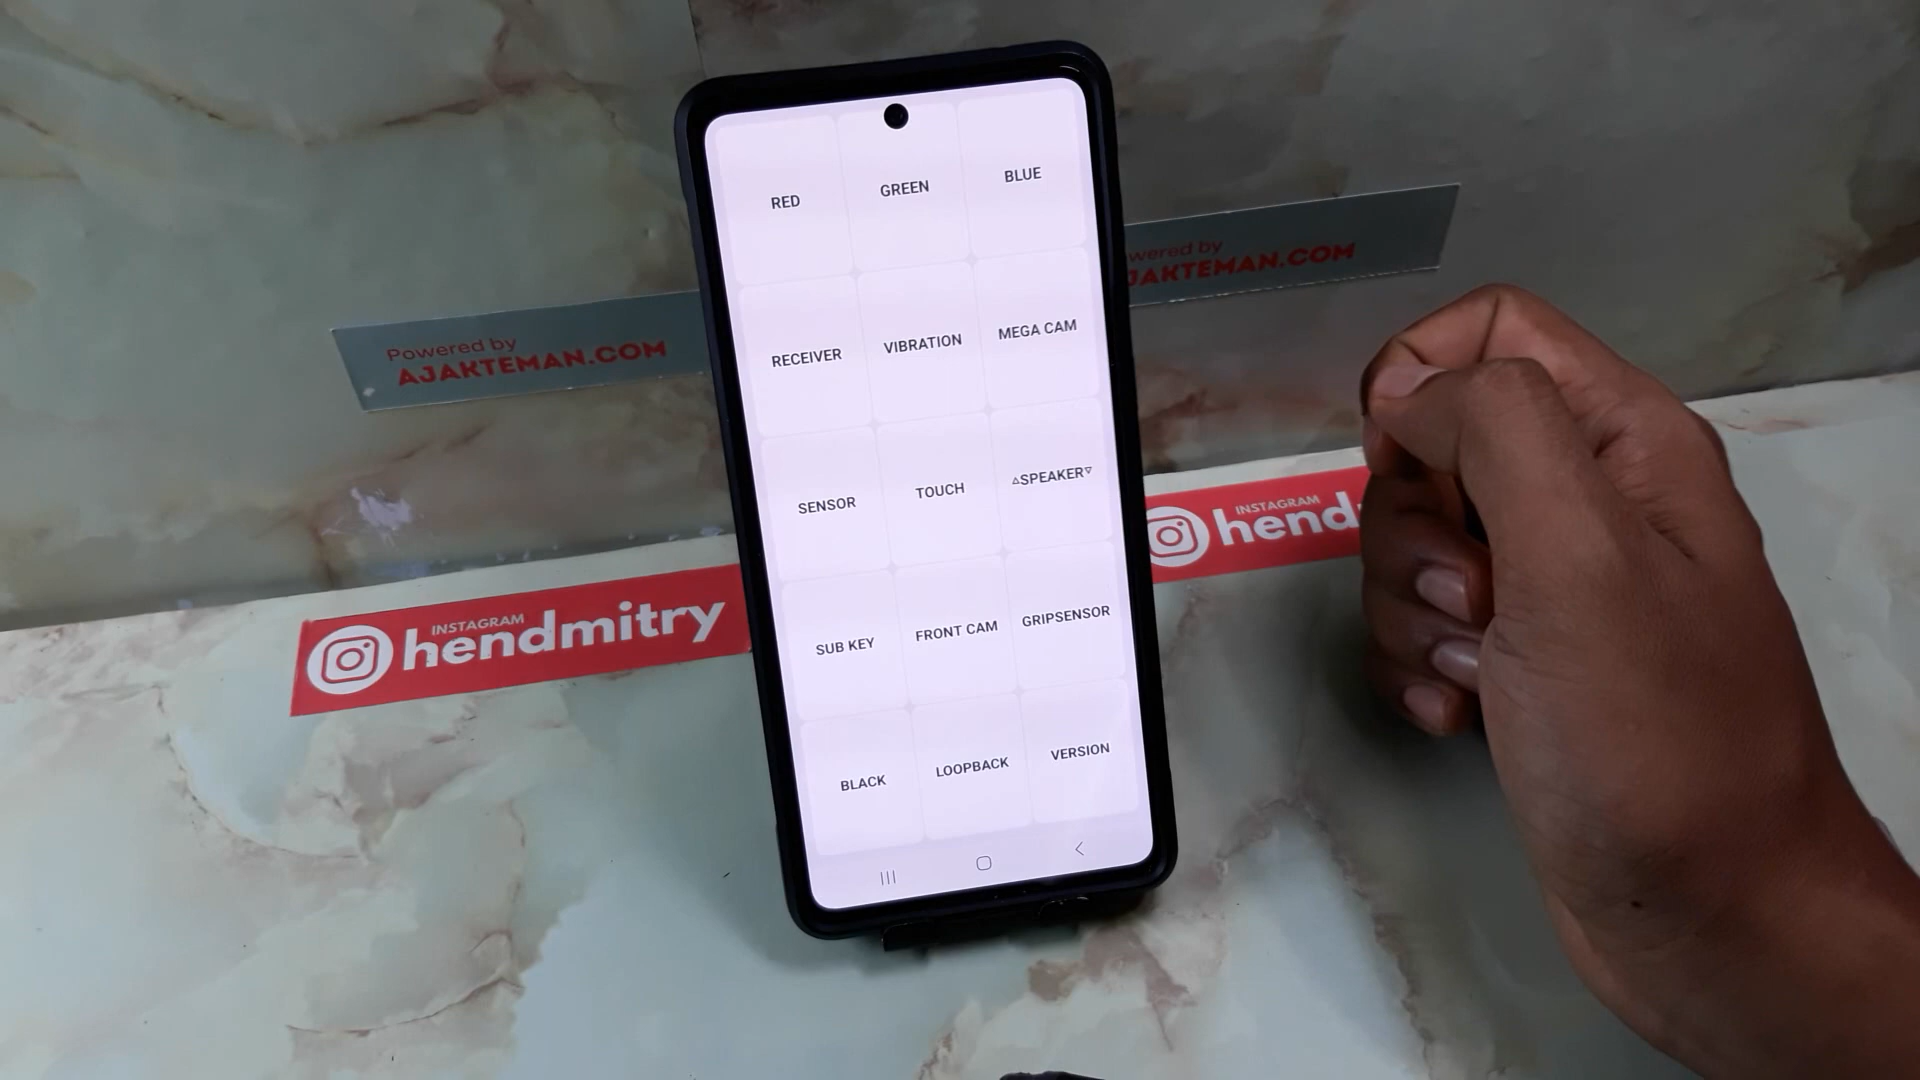 RED
GREEN
BLUE
RECEIVER
VIBRATION
MEGA CAM
SENSOR
TOUCH
▵SPEAKER▿
SUB KEY
FRONT CAM
GRIPSENSOR
BLACK
LOOPBACK
VERSION
Powered by
AJAKTEMAN.COM
wered by
JAKTEMAN.COM
INSTAGRAM
hendmitry
INSTAGRAM
hend